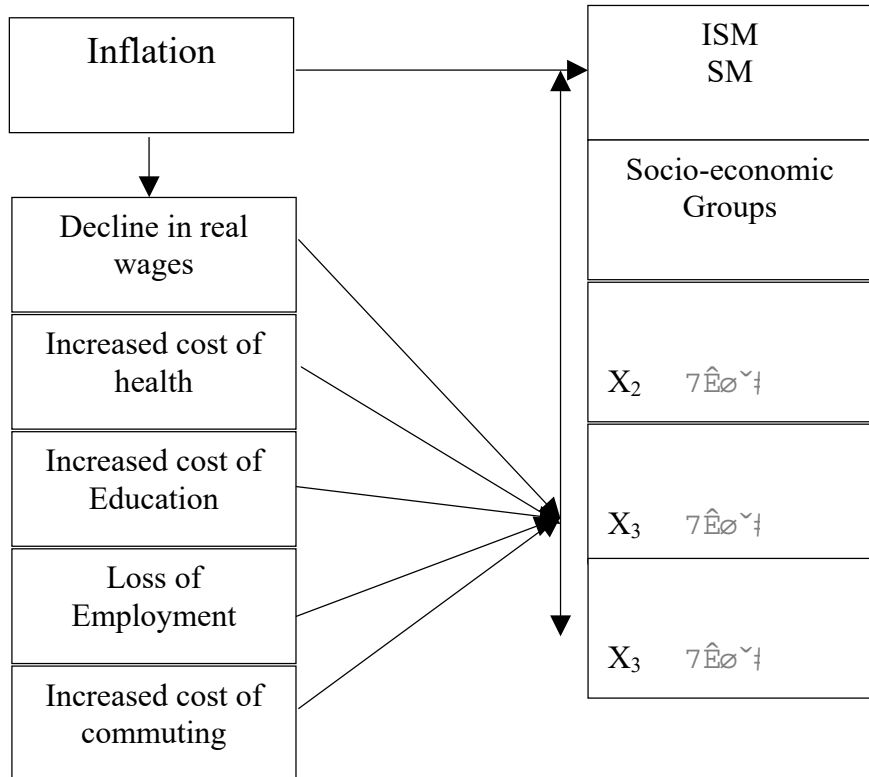 Inflation
Decline in real
wages
Increased cost of
health
Increased cost of
Education
Loss of
Employment
Increased cost of
commuting
ISM
SM
Socio-economic
Groups
X₂
X₃
X₃